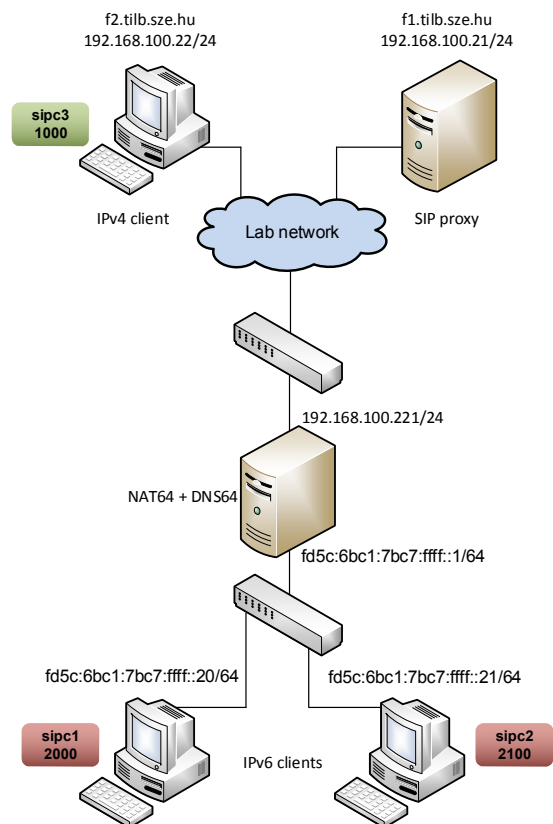 f2.tilb.sze.hu
192.168.100.22/24
f1.tilb.sze.hu
192.168.100.21/24
sipc3
1000
IPv4 client
SIP proxy
Lab network
192.168.100.221/24
NAT64 + DNS64
fd5c:6bc1:7bc7:ffff::1/64
fd5c:6bc1:7bc7:ffff::20/64
fd5c:6bc1:7bc7:ffff::21/64
sipc1
2000
IPv6 clients
sipc2
2100